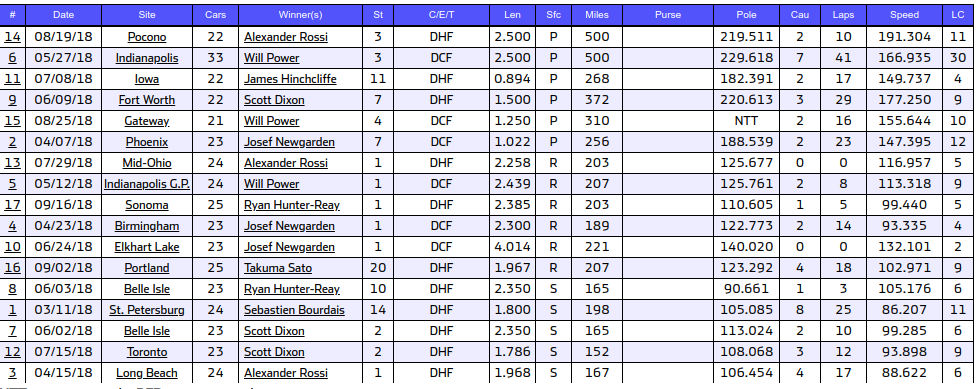 # Date Site Cars Winner(s) St C/E/T Len Sfc Miles Purse Pole Cau Laps Speed LC
14 08/19/18 Pocono 22 Alexander Rossi 3 DHF 2.500 P 500 219.511 2 10 191.304 11
6 05/27/18 Indianapolis 33 Will Power 3 DCF 2.500 P 500 229.618 7 41 166.935 30
11 07/08/18 Iowa 22 James Hinchcliffe 11 DHF 0.894 P 268 182.391 2 17 149.737 4
9 06/09/18 Fort Worth 22 Scott Dixon 7 DHF 1.500 P 372 220.613 3 29 177.250 9
15 08/25/18 Gateway 21 Will Power 4 DCF 1.250 P 310 NTT 2 16 155.644 10
2 04/07/18 Phoenix 23 Josef Newgarden 7 DCF 1.022 P 256 188.539 2 23 147.395 12
13 07/29/18 Mid-Ohio 24 Alexander Rossi 1 DHF 2.258 R 203 125.677 0 0 116.957 5
5 05/12/18 Indianapolis G.P. 24 Will Power 1 DCF 2.439 R 207 125.761 2 8 113.318 9
17 09/16/18 Sonoma 25 Ryan Hunter-Reay 1 DHF 2.385 R 203 110.605 1 5 99.440 5
4 04/23/18 Birmingham 23 Josef Newgarden 1 DCF 2.300 R 189 122.773 2 14 93.335 4
10 06/24/18 Elkhart Lake 23 Josef Newgarden 1 DCF 4.014 R 221 140.020 0 0 132.101 2
16 09/02/18 Portland 25 Takuma Sato 20 DHF 1.967 R 207 123.292 4 18 102.971 9
8 06/03/18 Belle Isle 23 Ryan Hunter-Reay 10 DHF 2.350 S 165 90.661 1 3 105.176 6
1 03/11/18 St. Petersburg 24 Sebastien Bourdais 14 DHF 1.800 S 198 105.085 8 25 86.207 11
7 06/02/18 Belle Isle 23 Scott Dixon 2 DHF 2.350 S 165 113.024 2 10 99.285 6
12 07/15/18 Toronto 23 Scott Dixon 2 DHF 1.786 S 152 108.068 3 12 93.898 9
3 04/15/18 Long Beach 24 Alexander Rossi 1 DHF 1.968 S 167 106.454 4 17 88.622 6